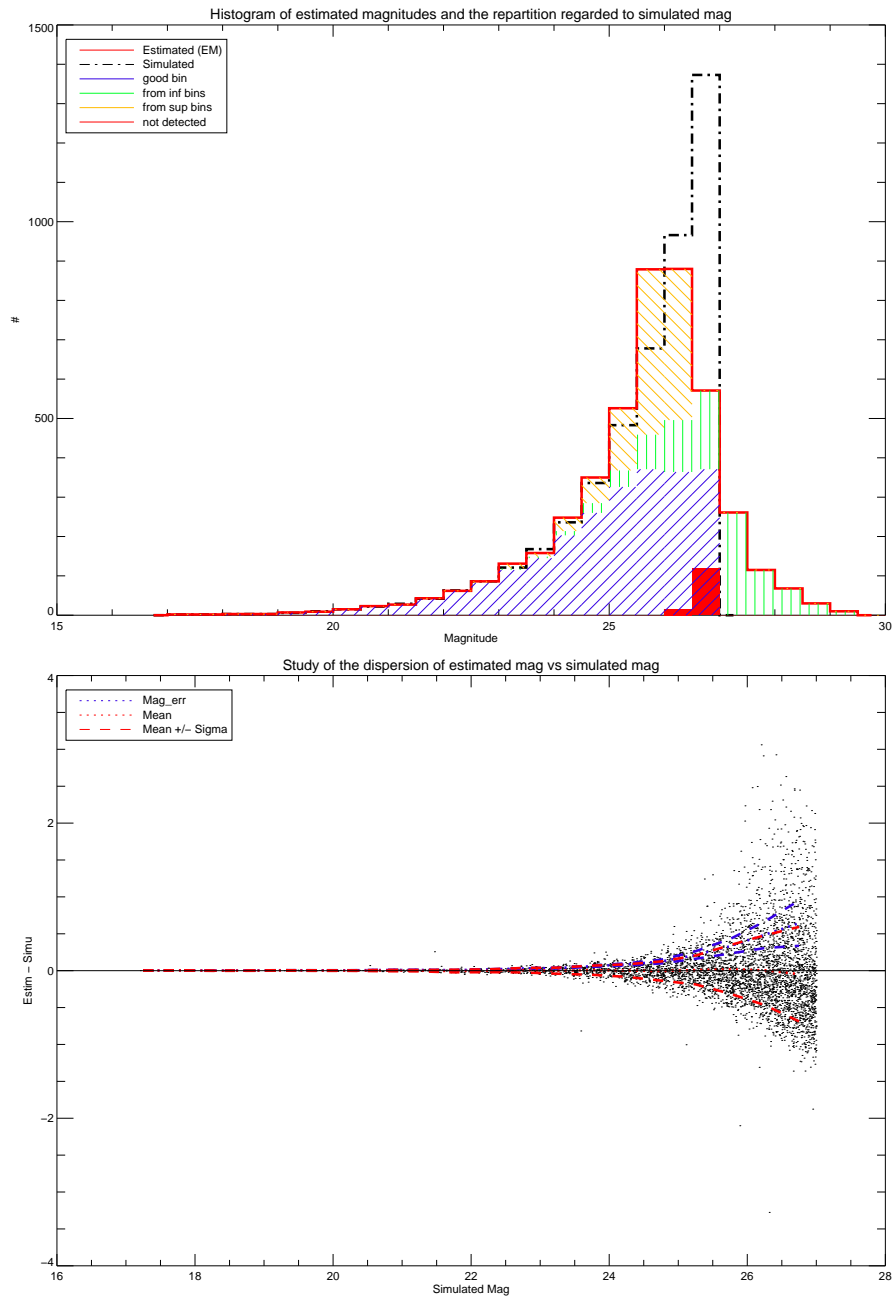 Histogram of estimated magnitudes and the repartition regarded to simulated mag
1500
Estimated (EM)
Simulated
good bin
from inf bins
from sup bins
not detected
1000
#
500
0
15 20 25 30
Magnitude
Study of the dispersion of estimated mag vs simulated mag
4
Mag_err
Mean
Mean +/- Sigma
2
Estim - Simu
0
-2
-4
16 18 20 22 24 26 28
Simulated Mag